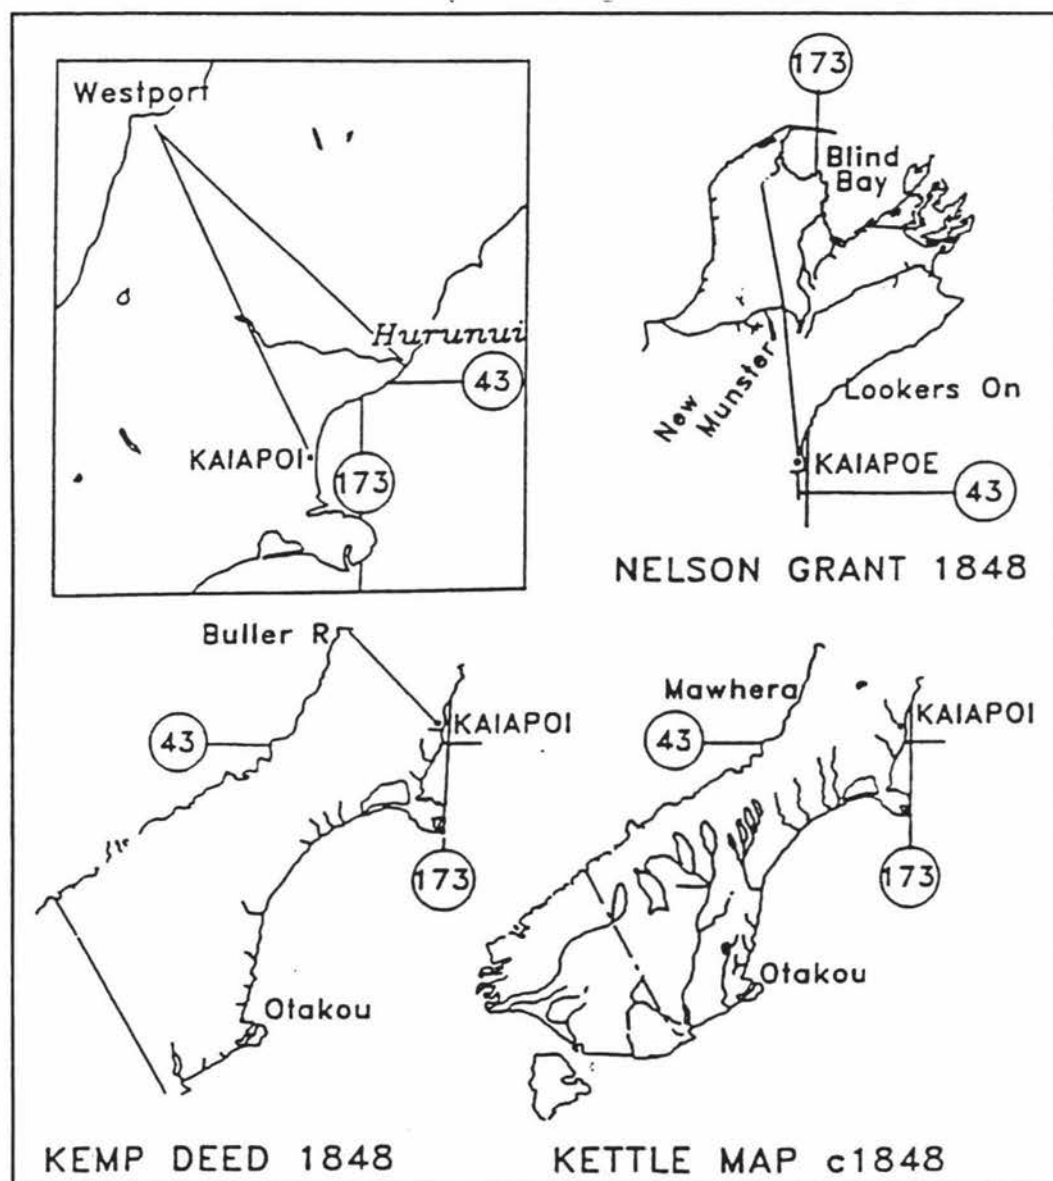 Westport
Hurunui
43
KAIAPOI
173
173
Blind
Bay
New
Munster
Lookers On
KAIAPOE
43
NELSON GRANT 1848
Buller R
KAIAPOI
43
173
Otakou
KEMP DEED 1848
Mawhera
KAIAPOI
43
173
Otakou
KETTLE MAP c1848